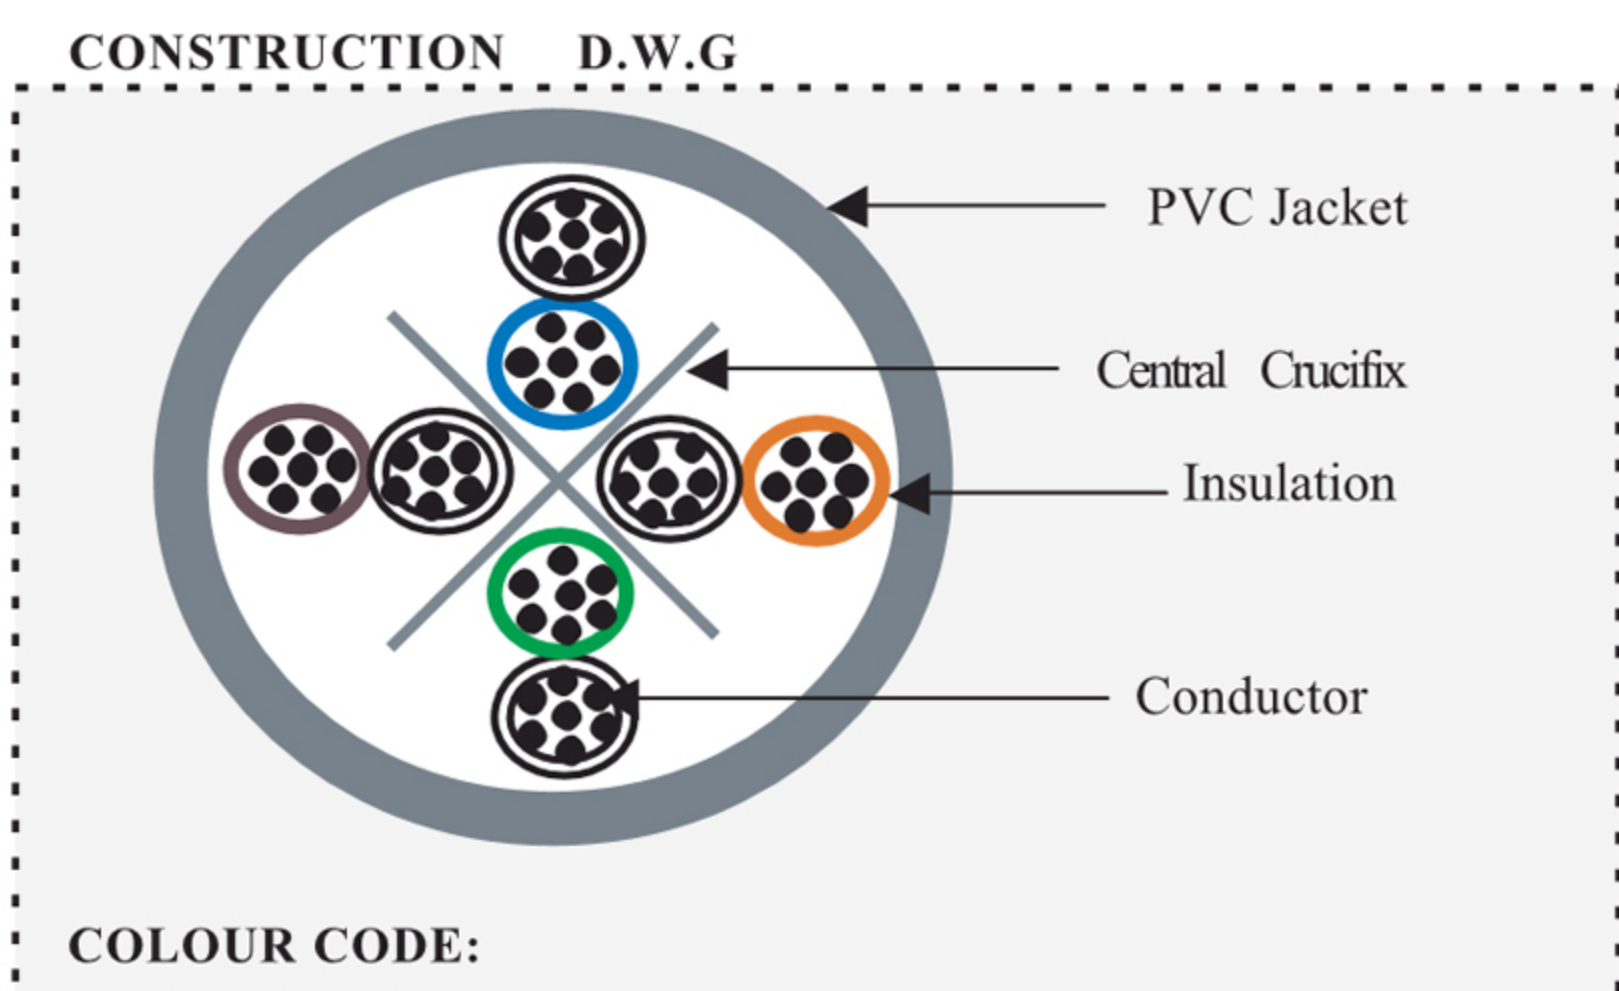 CONSTRUCTION D.W.G
PVC Jacket
Central Crucifix
Insulation
Conductor
COLOUR CODE: